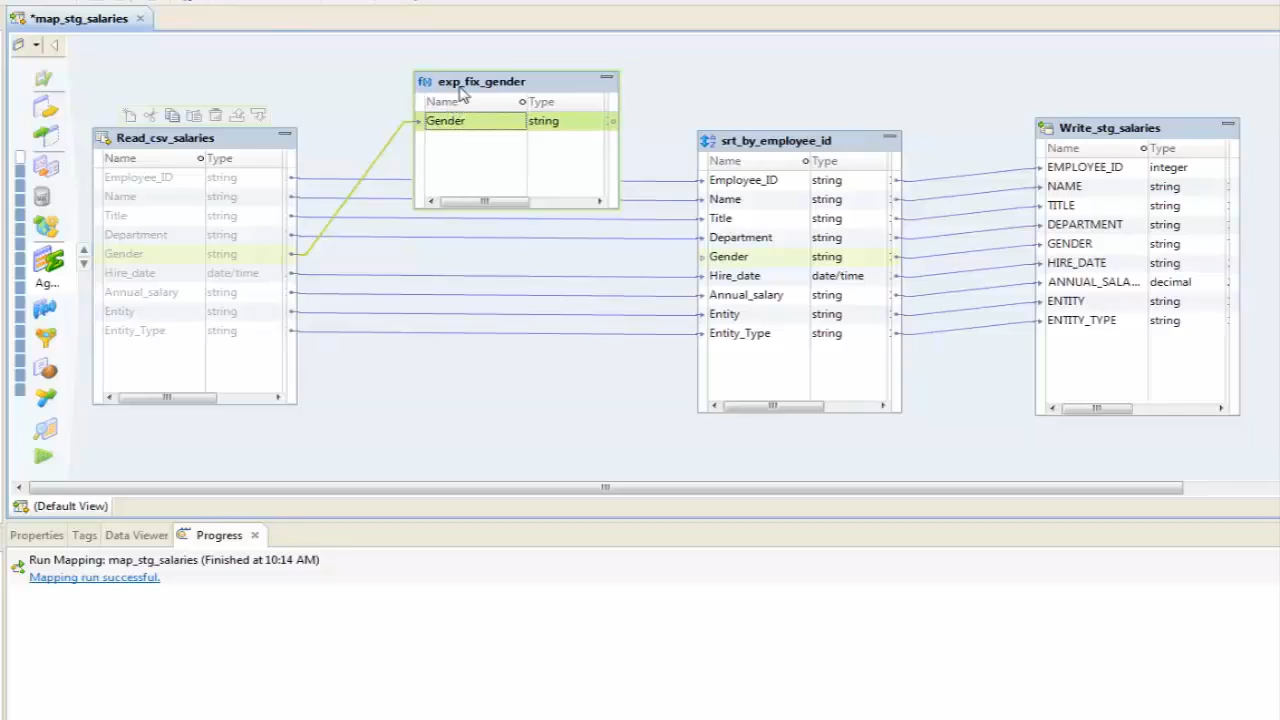 *map_stg_salaries
exp_fix_gender
Name Type
Gender string
Read_csv_salaries
Name Type
Employee_ID string
Name string
Title string
Department string
Gender string
Hire_date date/time
Annual_salary string
Entity string
Entity_Type string
srt_by_employee_id
Name Type
Employee_ID string
Name string
Title string
Department string
Gender string
Hire_date date/time
Annual_salary string
Entity string
Entity_Type string
Write_stg_salaries
Name Type
EMPLOYEE_ID integer
NAME string
TITLE string
DEPARTMENT string
GENDER string
HIRE_DATE string
ANNUAL_SALA... decimal
ENTITY string
ENTITY_TYPE string
Ag...
(Default View)
Properties Tags Data Viewer Progress
Run Mapping: map_stg_salaries (Finished at 10:14 AM)
Mapping run successful.